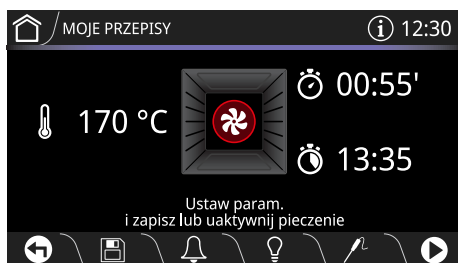 MOJE PRZEPISY
i 12:30
00:55'
170 °C
13:35
Ustaw param.
i zapisz lub uaktywnij pieczenie